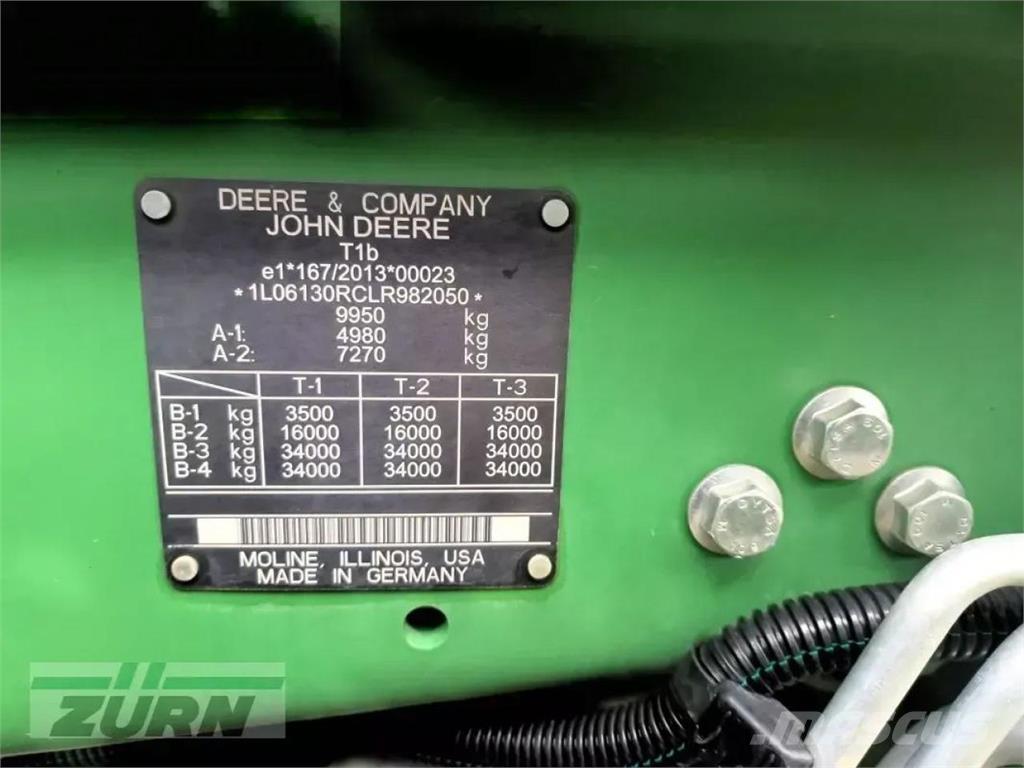 DEERE & COMPANY
JOHN DEERE
T1b
e1*167/2013*00023
*1L06130RCLR982050*
9950 kg
A-1: 4980 kg
A-2: 7270 kg
T-1 T-2 T-3
B-1 kg 3500 3500 3500
B-2 kg 16000 16000 16000
B-3 kg 34000 34000 34000
B-4 kg 34000 34000 34000
MOLINE, ILLINOIS, USA
MADE IN GERMANY
ZÜRN
MASCUS